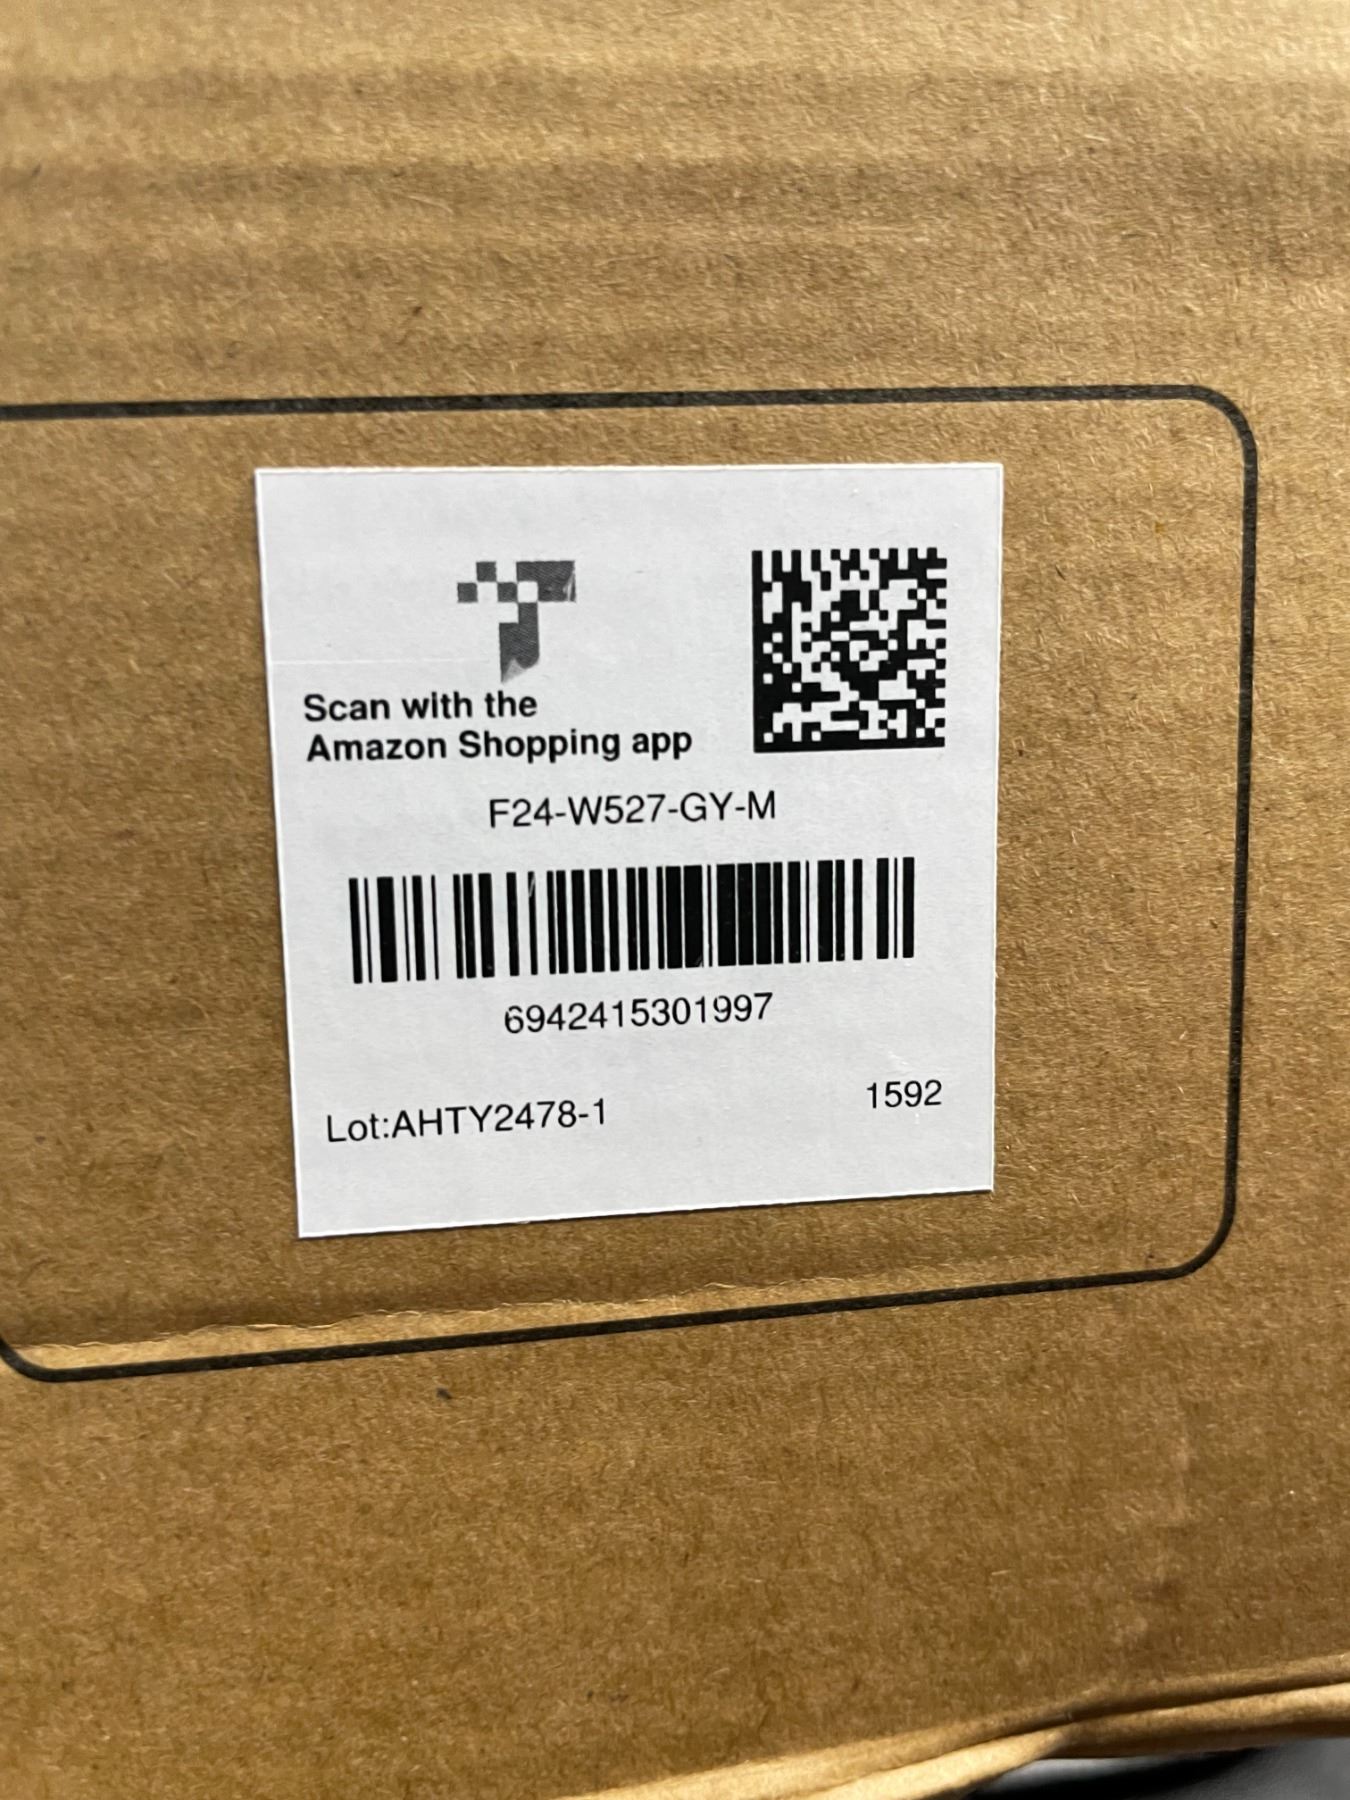 Scan with the
Amazon Shopping app
F24-W527-GY-M
6942415301997
Lot:AHTY2478-1
1592